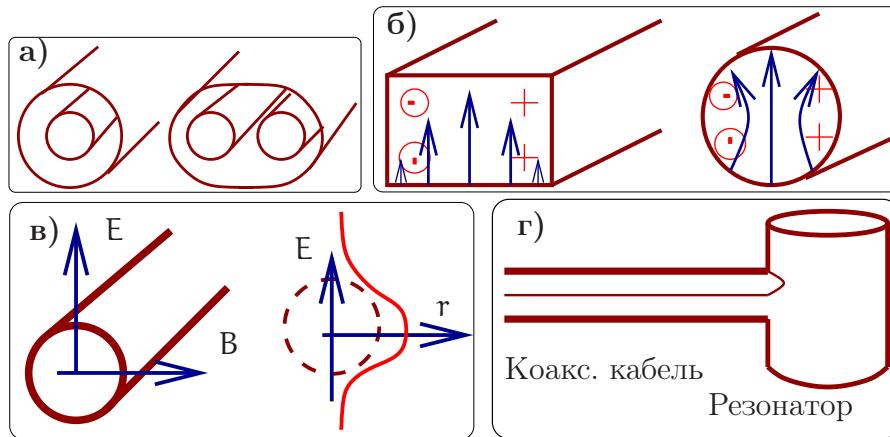 а)
б)
в)
E
B
E
r
г)
Коакс. кабель
Резонатор